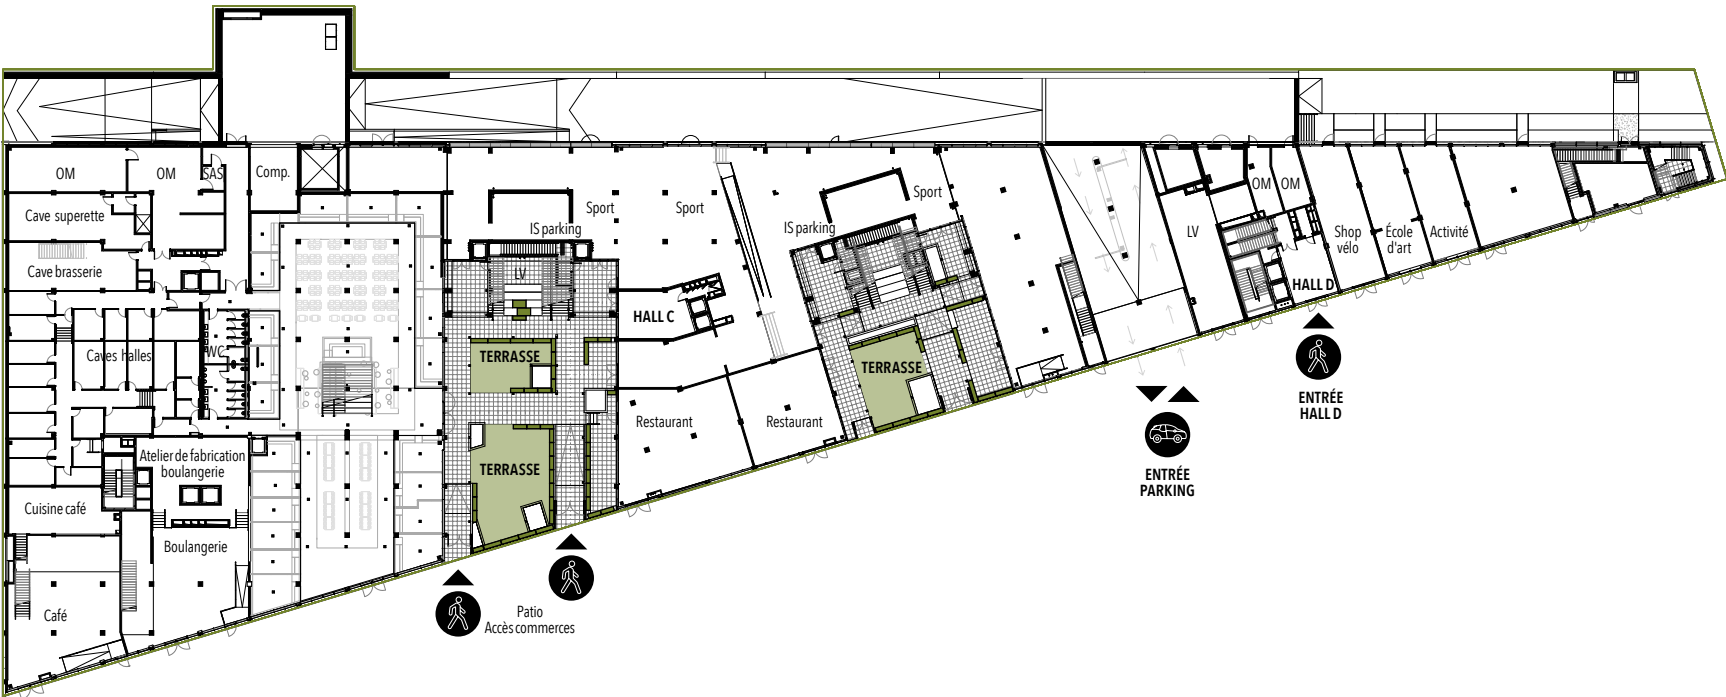 OM
OM
SAS
Comp.
Cave superette
Cave brasserie
Caves halles
WC
Atelier de fabrication
boulangerie
Cuisine café
Boulangerie
Café
Sport
IS parking
LV
Sport
HALL C
TERRASSE
TERRASSE
Restaurant
Restaurant
Patio
Accès commerces
IS parking
Sport
TERRASSE
LV
OM
OM
HALL D
Shop
vélo
École
d'art
Activité
ENTRÉE
PARKING
ENTRÉE
HALL D